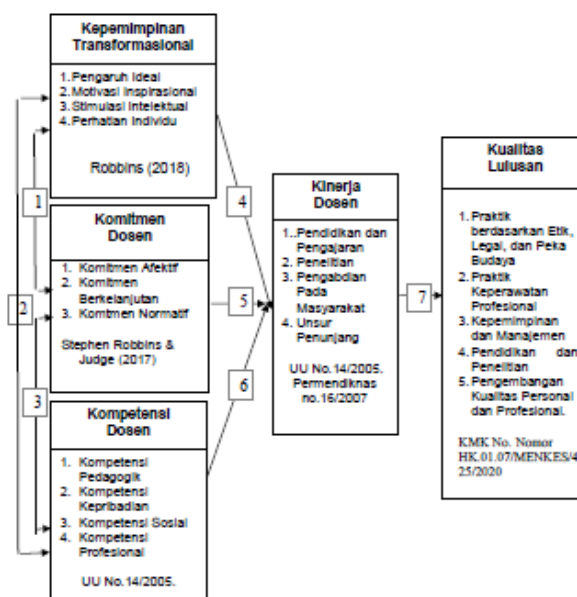 Kepemimpinan
Transformasional
1.Pengaruh Ideal
2.Motivasi Inspirasional
3.Stimulasi Intelektual
4.Perhatian Individu
Robbins (2018)
1
2
3
4
5
6
7
Komitmen
Dosen
1. Komitmen Afektif
2. Komitmen
Berkelanjutan
3. Komtmen Normatif
Stephen Robbins &
Judge (2017)
Kompetensi
Dosen
1. Kompetensi
Pedagogik
2. Kompetensi
Kepribadian
3. Kompetensi Sosial
4. Kompetensi
Profesional
UU No.14/2005.
Kinerja
Dosen
1..Pendidikan dan
Pengajaran
2. Penelitian
3. Pengabdian
Pada
Masyarakat
4. Unsur
Penunjang
UU No.14/2005.
Permendiknas
no.16/2007
Kualitas
Lulusan
1. Praktik
berdasarkan Etik,
Legal, dan Peka
Budaya
2. Praktik
Keperawatan
Profesional
3. Kepemimpinan
dan Manajemen
4. Pendidikan dan
Penelitian
5. Pengembangan
Kualitas Personal
dan Profesional.
KMK No. Nomor
HK.01.07/MENKES/4
25/2020